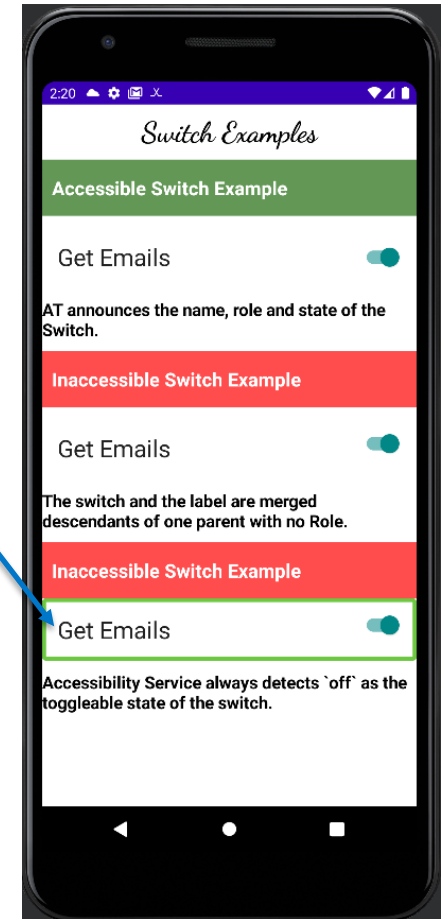 2:20
Switch Examples
Accessible Switch Example
Get Emails
AT announces the name, role and state of the
Switch.
Inaccessible Switch Example
Get Emails
The switch and the label are merged
descendants of one parent with no Role.
Inaccessible Switch Example
Get Emails
Accessibility Service always detects `off` as the
toggleable state of the switch.